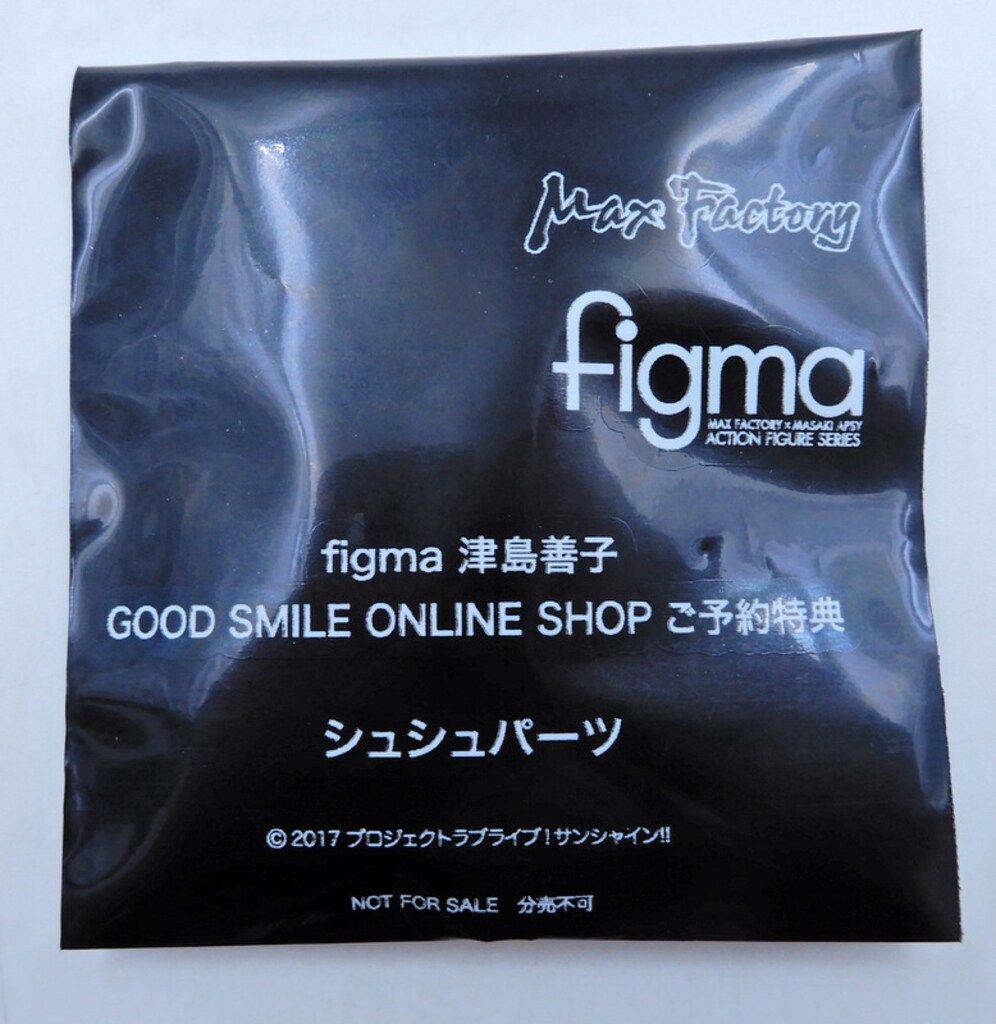 Max Factory
figma
MAX FACTORY × MASAKI APSY
ACTION FIGURE SERIES
figma 津島善子
GOOD SMILE ONLINE SHOP ご予約特典
シュシュパーツ
© 2017 プロジェクトラブライブ!サンシャイン!!
NOT FOR SALE 分売不可